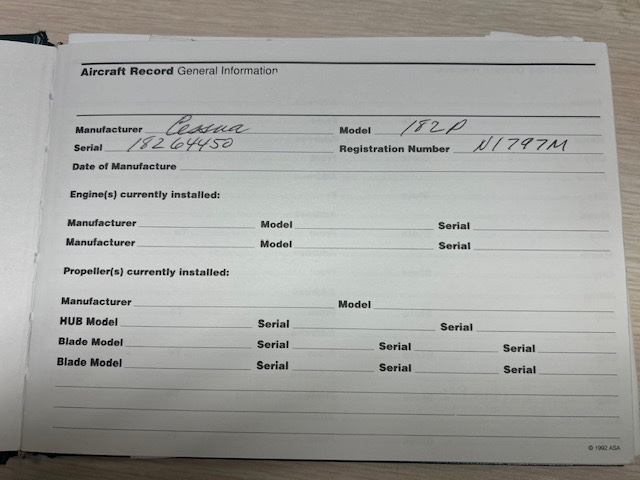 Aircraft Record General Information
Manufacturer Cessna Model 182P
Serial 18264450 Registration Number N1797M
Date of Manufacture
Engine(s) currently installed:
Manufacturer Model Serial
Manufacturer Model Serial
Propeller(s) currently installed:
Manufacturer Model
HUB Model Serial Serial
Blade Model Serial Serial Serial
Blade Model Serial Serial Serial
© 1992 ASA